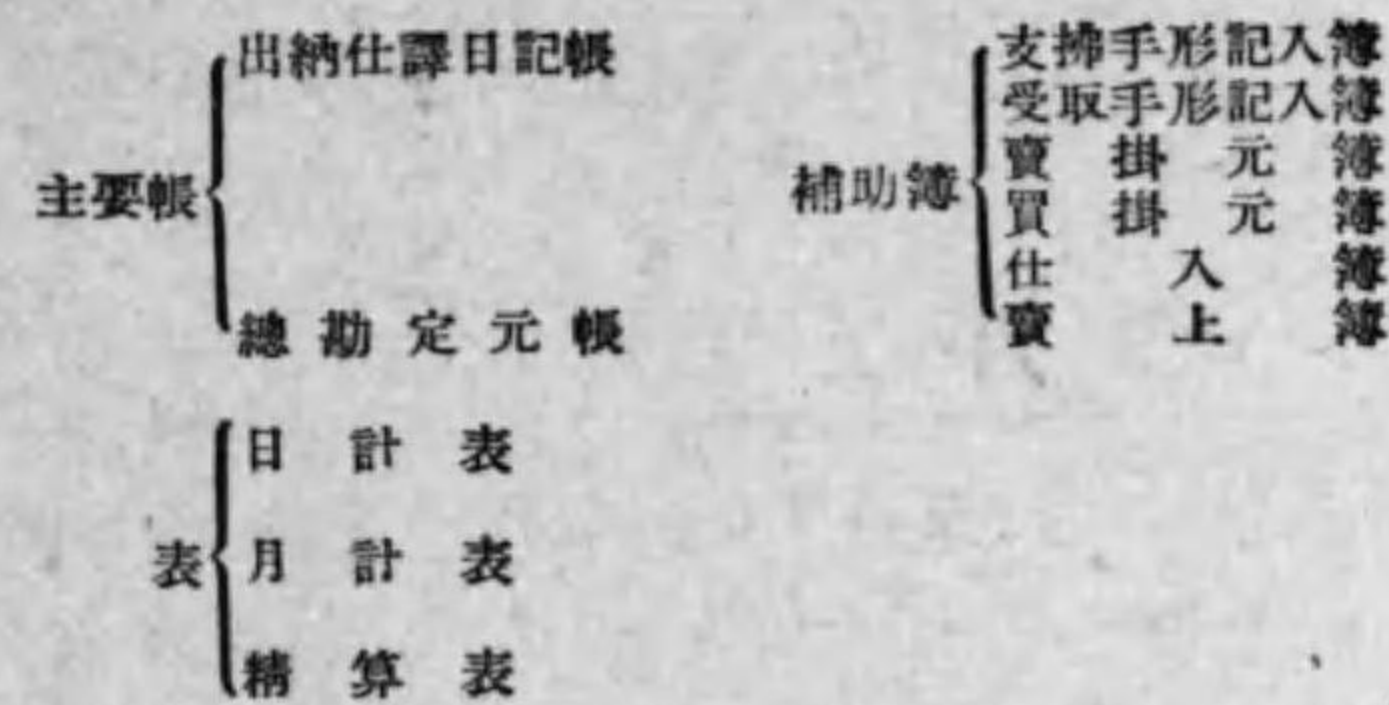 主要帳
出納仕譯日記帳
總勘定元帳
補助簿
支拂手形記入簿
受取手形記入簿
賣掛元簿
買掛元簿
仕入簿
賣上簿
表
日計表
月計表
精算表